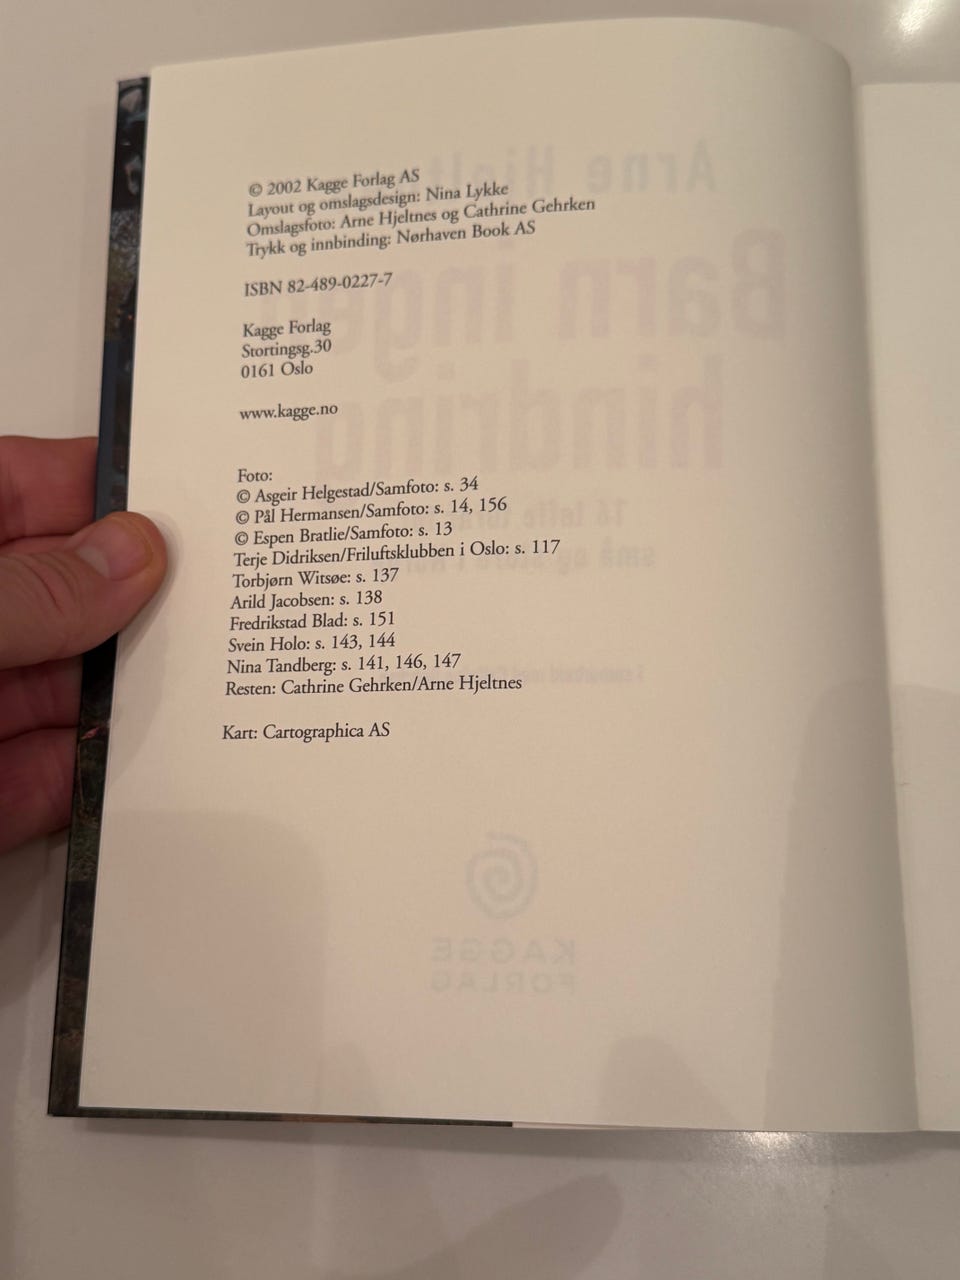 © 2002 Kagge Forlag AS
Layout og omslagsdesign: Nina Lykke
Omslagsfoto: Arne Hjeltnes og Cathrine Gehrken
Trykk og innbinding: Nørhaven Book AS
ISBN 82-489-0227-7
Kagge Forlag
Stortingsg.30
0161 Oslo
www.kagge.no
Foto:
© Asgeir Helgestad/Samfoto: s. 34
© Pål Hermansen/Samfoto: s. 14, 156
© Espen Bratlie/Samfoto: s. 13
Terje Didriksen/Friluftsklubben i Oslo: s. 117
Torbjørn Witsøe: s. 137
Arild Jacobsen: s. 138
Fredrikstad Blad: s. 151
Svein Holo: s. 143, 144
Nina Tandberg: s. 141, 146, 147
Resten: Cathrine Gehrken/Arne Hjeltnes
Kart: Cartographica AS
Arne
Barn
hindring
KAGGE
FORLAG